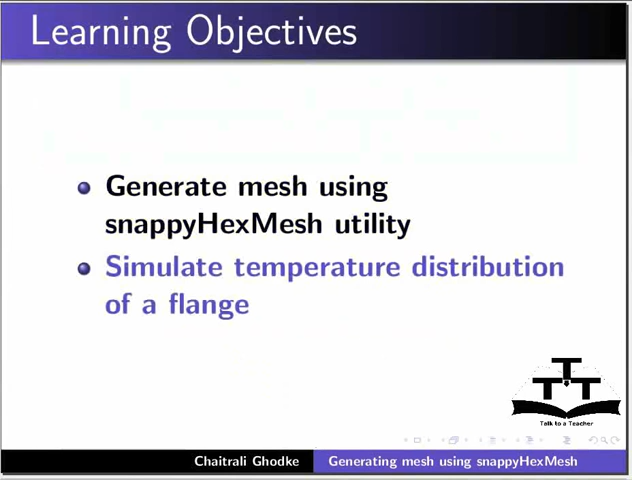 Learning Objectives
Generate mesh using
snappyHexMesh utility
Simulate temperature distribution
of a flange
T
T T
Talk to a Teacher
Chaitrali Ghodke
Generating mesh using snappyHexMesh